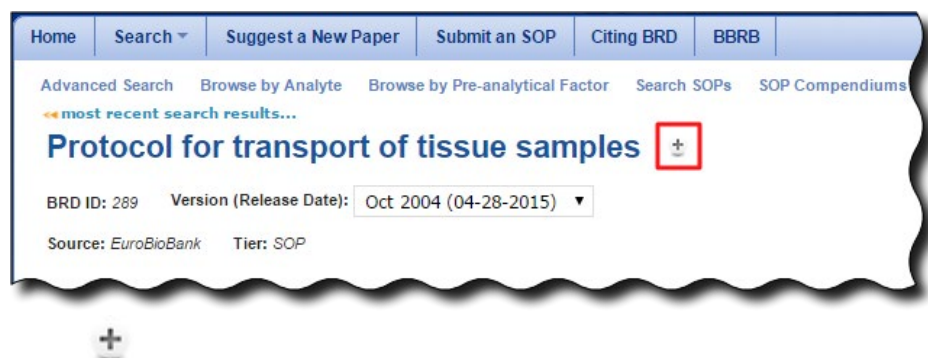 Home Search Suggest a New Paper Submit an SOP Citing BRD BBRB
Advanced Search Browse by Analyte Browse by Pre-analytical Factor Search SOPs SOP Compendiums
most recent search results...
Protocol for transport of tissue samples
BRD ID: 289 Version (Release Date): Oct 2004 (04-28-2015)
Source: EuroBioBank Tier: SOP